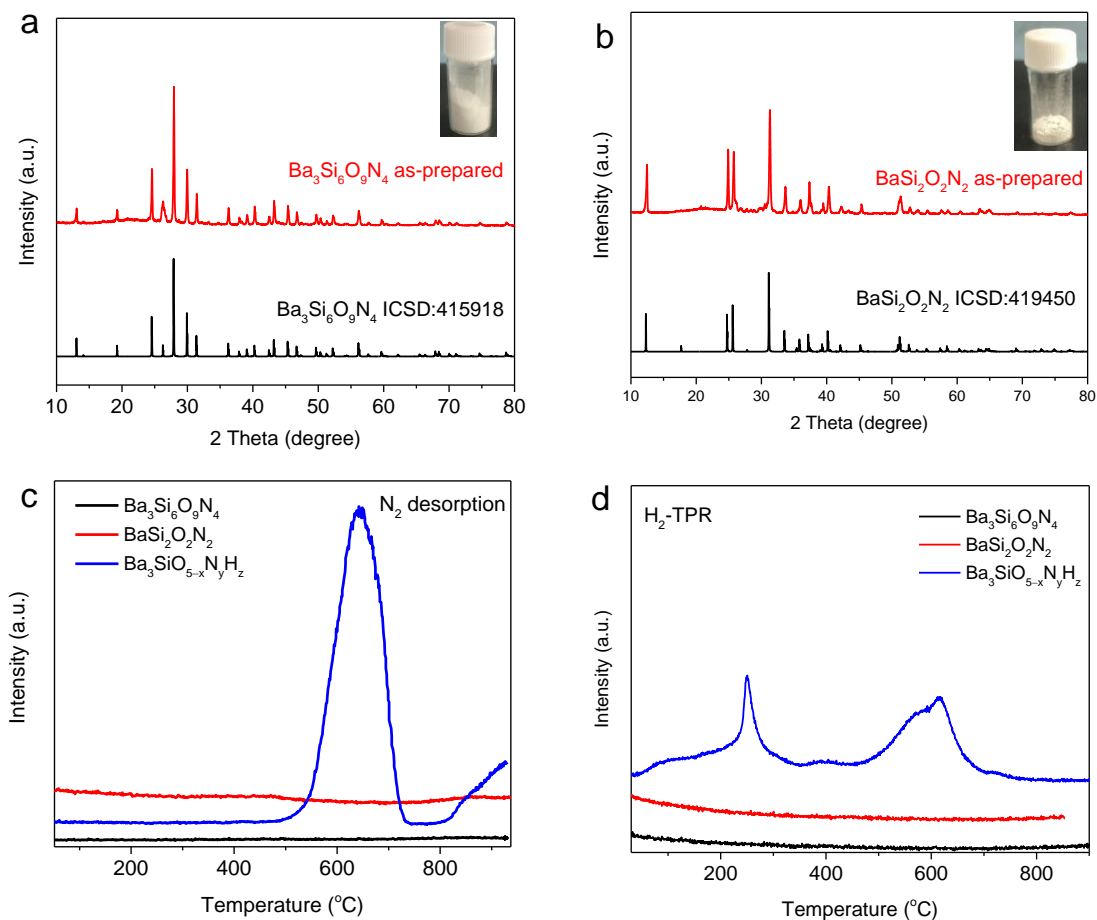 a
Intensity (a.u.)
Ba₃Si₆O₉N₄ as-prepared
Ba₃Si₆O₉N₄ ICSD:415918
10 20 30 40 50 60 70 80
2 Theta (degree)
b
Intensity (a.u.)
BaSi₂O₂N₂ as-prepared
BaSi₂O₂N₂ ICSD:419450
10 20 30 40 50 60 70 80
2 Theta (degree)
c
Intensity (a.u.)
Ba₃Si₆O₉N₄
BaSi₂O₂N₂
Ba₃SiO₅₋ₓNyHz
N₂ desorption
200 400 600 800
Temperature (°C)
d
Intensity (a.u.)
H₂-TPR
Ba₃Si₆O₉N₄
BaSi₂O₂N₂
Ba₃SiO₅₋ₓNyHz
200 400 600 800
Temperature (°C)